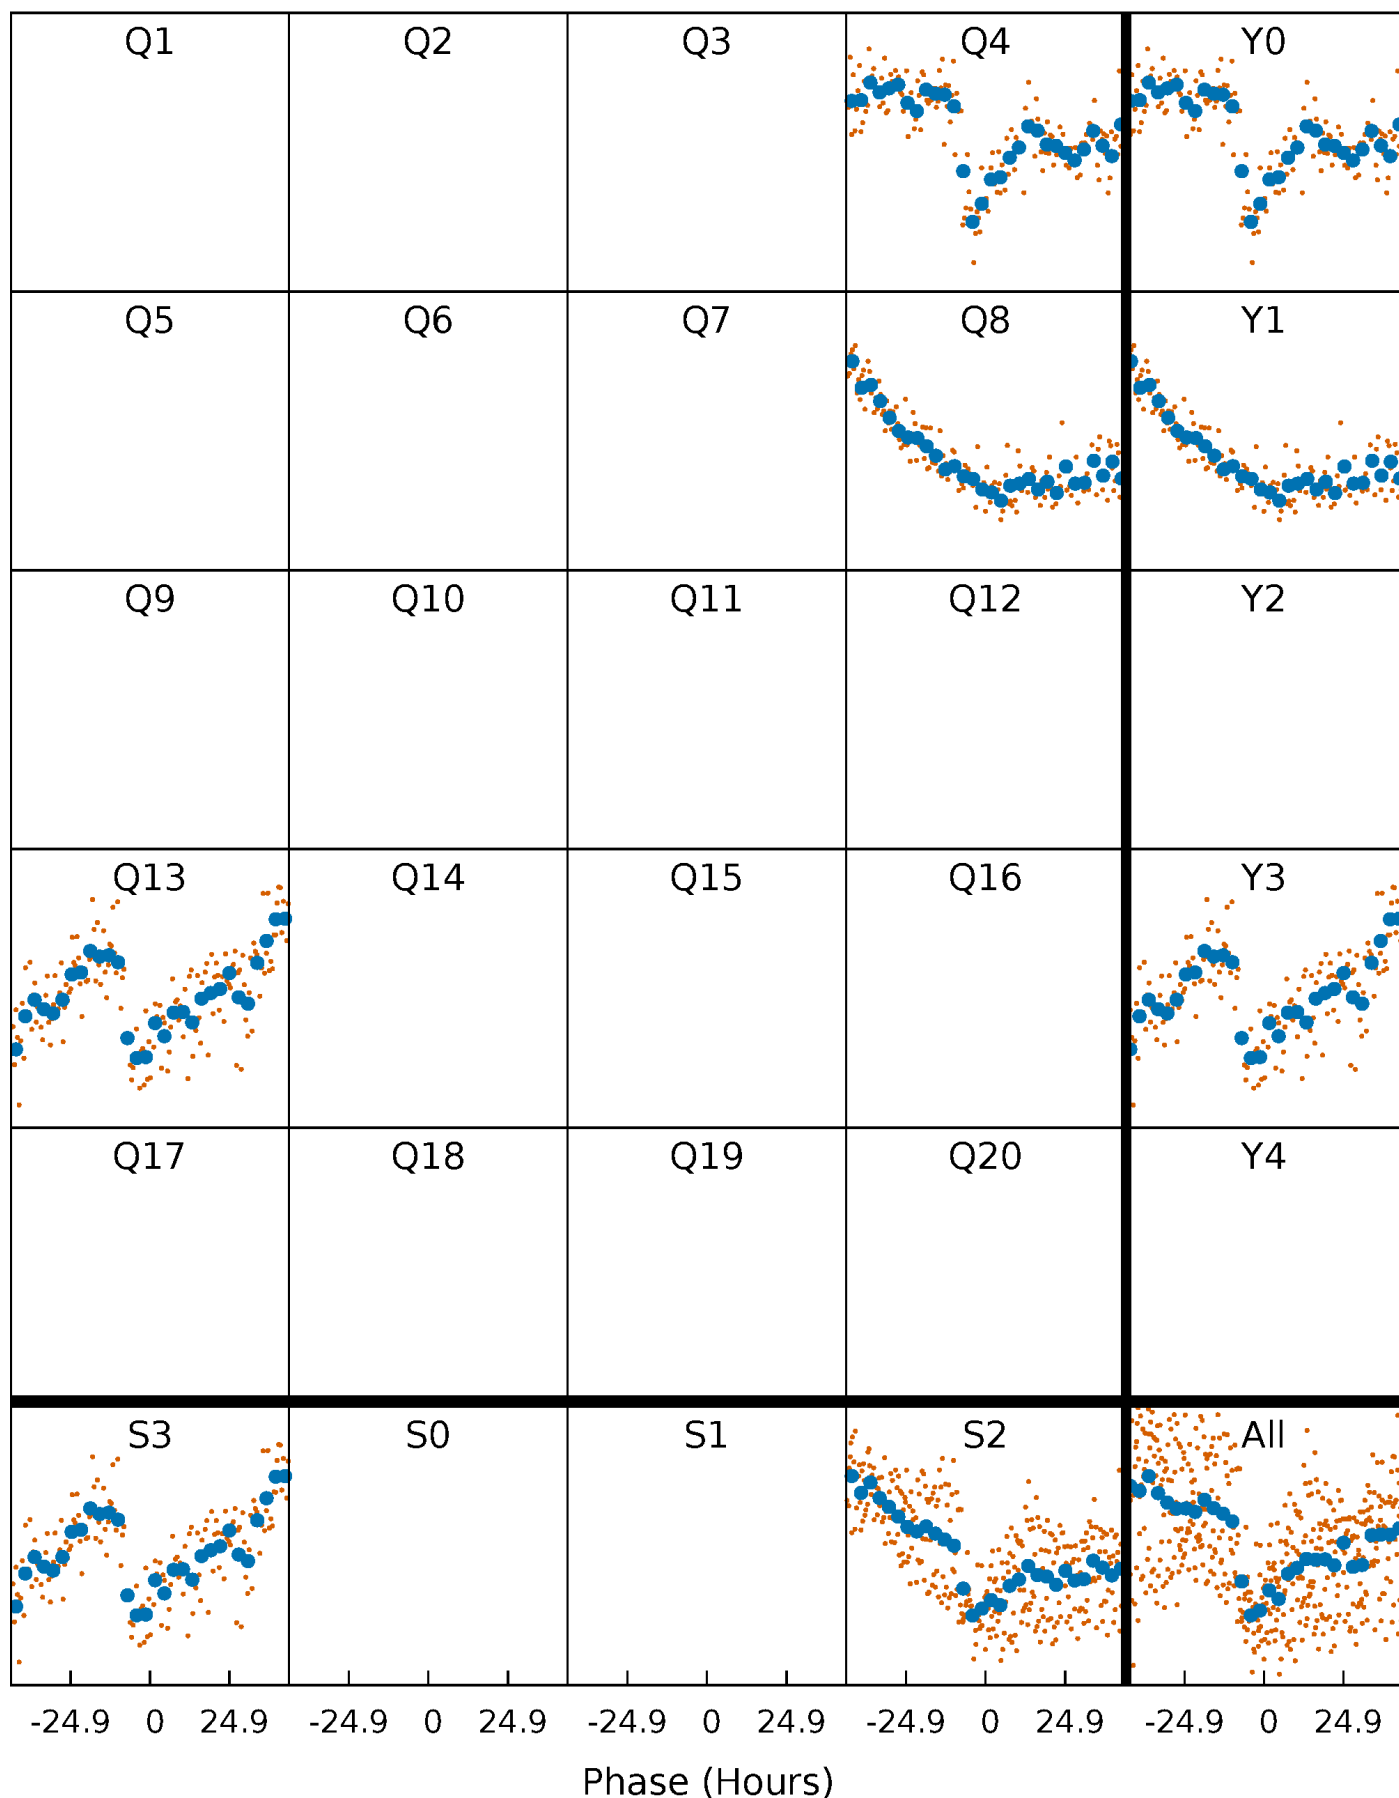 Q1 Q2 Q3 Q4 Y0
Q5 Q6 Q7 Q8 Y1
Q9 Q10 Q11 Q12 Y2
Q13 Q14 Q15 Q16 Y3
Q17 Q18 Q19 Q20 Y4
S3 S0 S1 S2 All
-24.9 0 24.9 -24.9 0 24.9 -24.9 0 24.9 -24.9 0 24.9 -24.9 0 24.9
Phase (Hours)